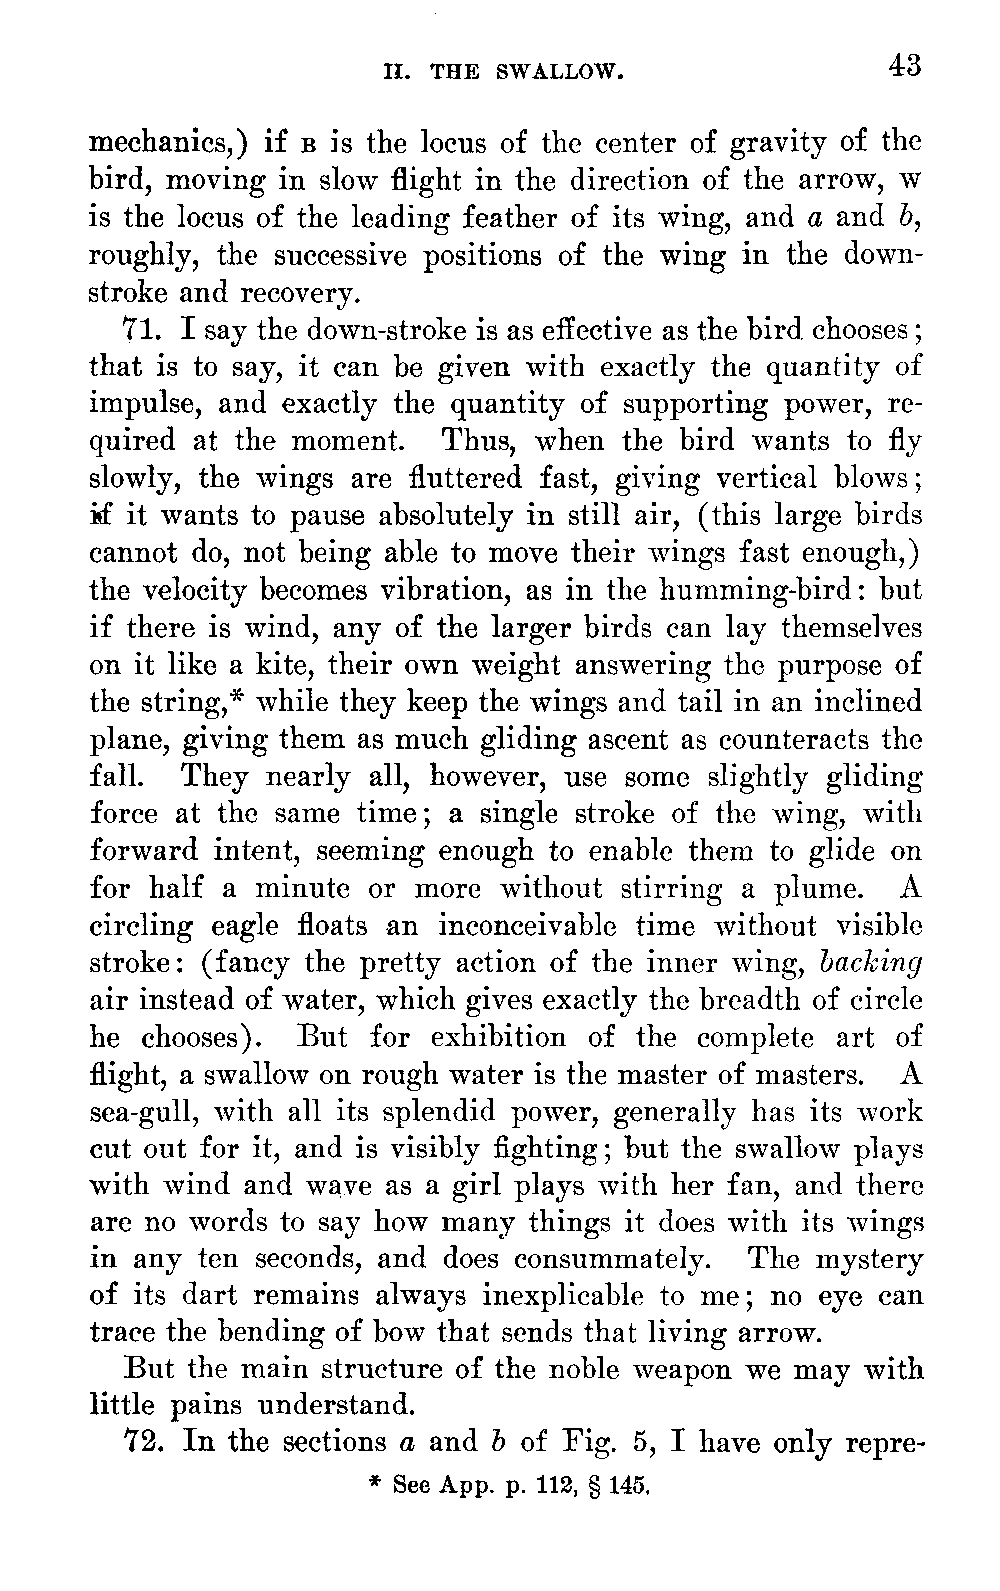 II. THE SWALLOW. 43
mechanics,) if B is the locus of the center of gravity of the
bird, moving in slow flight in the direction of the arrow, w
is the locus of the leading feather of its wing, and a and b,
roughly, the successive positions of the wing in the down-
stroke and recovery.
71. I say the down-stroke is as effective as the bird chooses;
that is to say, it can be given with exactly the quantity of
impulse, and exactly the quantity of supporting power, re-
quired at the moment. Thus, when the bird wants to fly
slowly, the wings are fluttered fast, giving vertical blows;
if it wants to pause absolutely in still air, (this large birds
cannot do, not being able to move their wings fast enough,)
the velocity becomes vibration, as in the humming-bird: but
if there is wind, any of the larger birds can lay themselves
on it like a kite, their own weight answering the purpose of
the string,* while they keep the wings and tail in an inclined
plane, giving them as much gliding ascent as counteracts the
fall. They nearly all, however, use some slightly gliding
force at the same time; a single stroke of the wing, with
forward intent, seeming enough to enable them to glide on
for half a minute or more without stirring a plume. A
circling eagle floats an inconceivable time without visible
stroke: (fancy the pretty action of the inner wing, backing
air instead of water, which gives exactly the breadth of circle
he chooses). But for exhibition of the complete art of
flight, a swallow on rough water is the master of masters. A
sea-gull, with all its splendid power, generally has its work
cut out for it, and is visibly fighting; but the swallow plays
with wind and wave as a girl plays with her fan, and there
are no words to say how many things it does with its wings
in any ten seconds, and does consummately. The mystery
of its dart remains always inexplicable to me; no eye can
trace the bending of bow that sends that living arrow.
But the main structure of the noble weapon we may with
little pains understand.
72. In the sections a and b of Fig. 5, I have only repre-
* See App. p. 112, § 145.